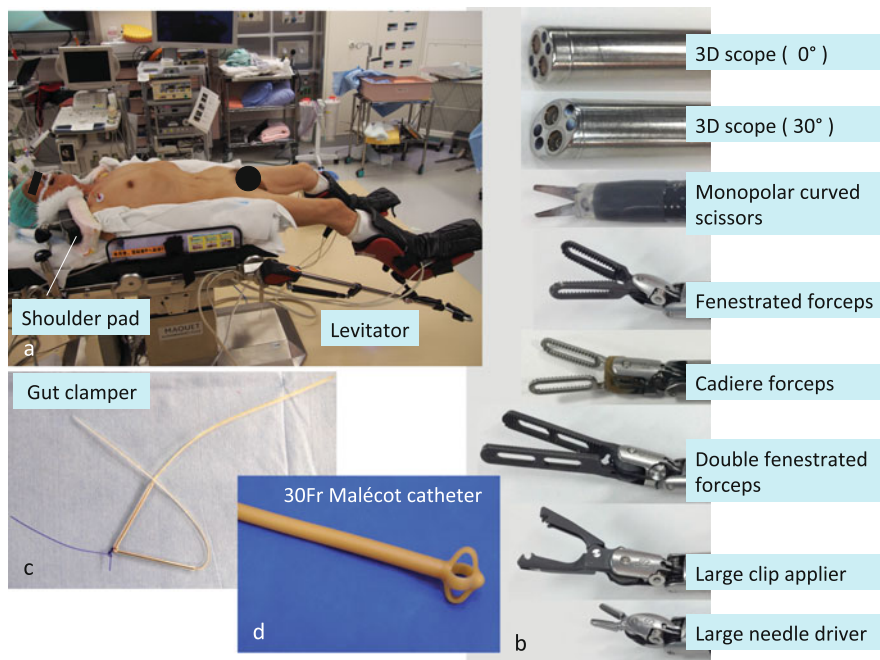 Shoulder pad
Levitator
MAQUET
a
Gut clamper
c
30Fr Malécot catheter
d
3D scope ( 0° )
3D scope ( 30° )
Monopolar curved
scissors
Fenestrated forceps
Cadiere forceps
Double fenestrated
forceps
Large clip applier
Large needle driver
b